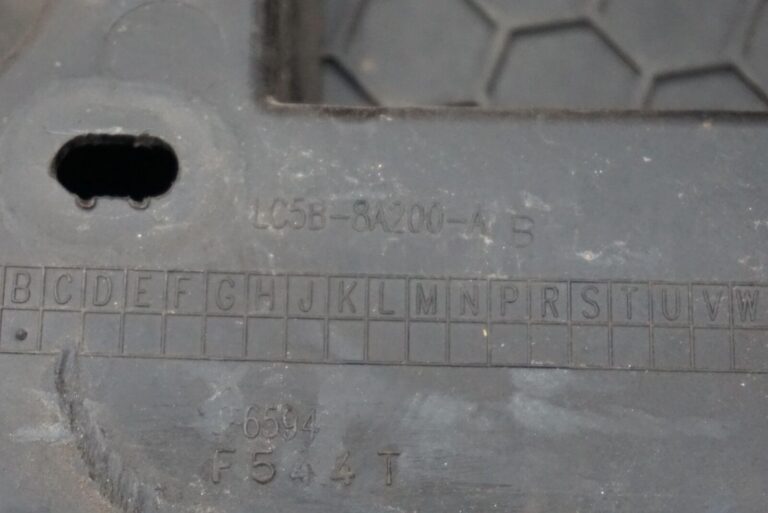 LC5B-8A200-A B
B C D E F G H J K L M N P R S T U V W
-6594
F544T